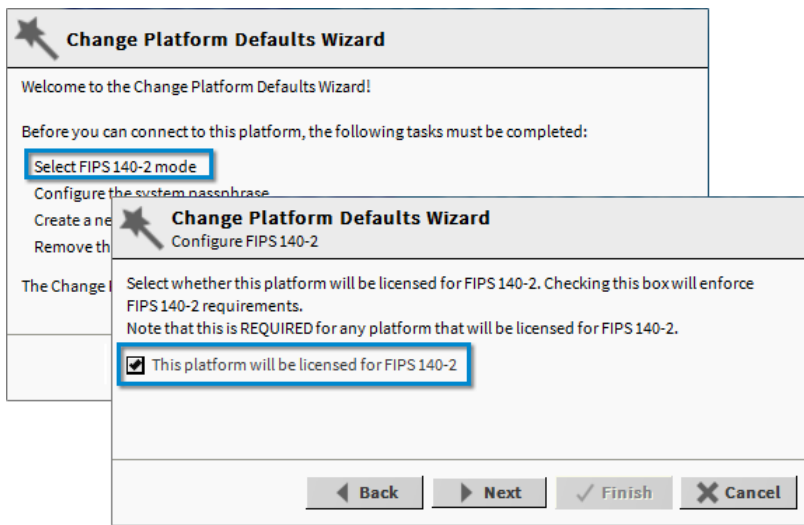 Change Platform Defaults Wizard
Welcome to the Change Platform Defaults Wizard!
Before you can connect to this platform, the following tasks must be completed:
Select FIPS 140-2 mode
Configure the system passphrase
Create a ne
Remove th
The Change
Change Platform Defaults Wizard
Configure FIPS 140-2
Select whether this platform will be licensed for FIPS 140-2. Checking this box will enforce
FIPS 140-2 requirements.
Note that this is REQUIRED for any platform that will be licensed for FIPS 140-2.
This platform will be licensed for FIPS 140-2
Back Next Finish Cancel